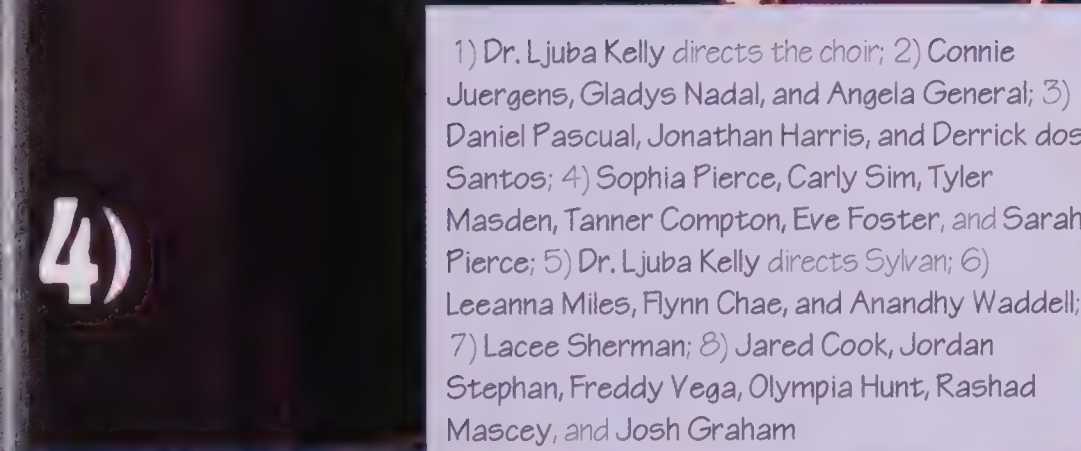 1) Dr. Ljuba Kelly directs the choir; 2) Connie
Juergens, Gladys Nadal, and Angela General; 3)
Daniel Pascual, Jonathan Harris, and Derrick dos
Santos; 4) Sophia Pierce, Carly Sim, Tyler
Masden, Tanner Compton, Eve Foster, and Sarah
Pierce; 5) Dr. Ljuba Kelly directs Sylvan; 6)
Leeanna Miles, Flynn Chae, and Anandhy Waddell;
7) Lacee Sherman; 8) Jared Cook, Jordan
Stephan, Freddy Vega, Olympia Hunt, Rashad
Mascey, and Josh Graham
4)